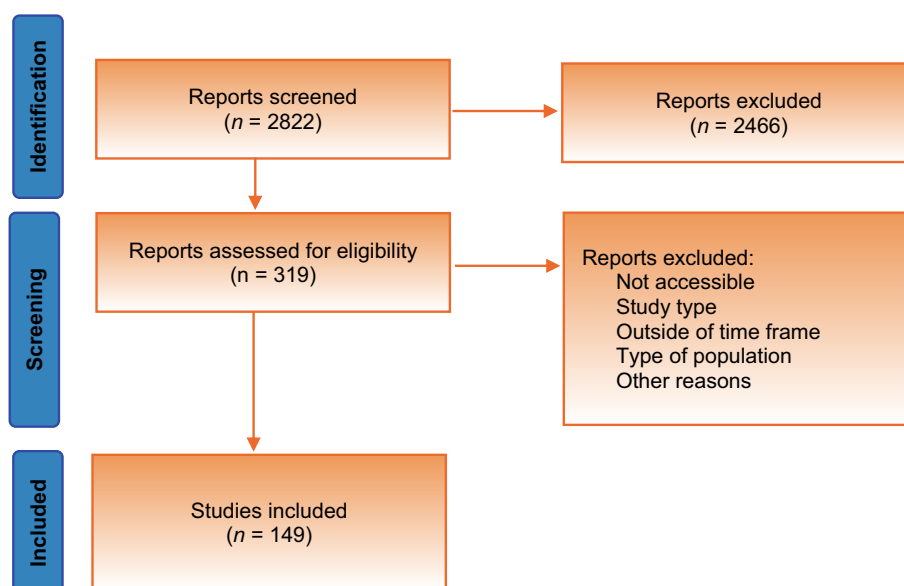 Identification
Reports screened
(n = 2822)
Reports excluded
(n = 2466)
Screening
Reports assessed for eligibility
(n = 319)
Reports excluded:
Not accessible
Study type
Outside of time frame
Type of population
Other reasons
Included
Studies included
(n = 149)